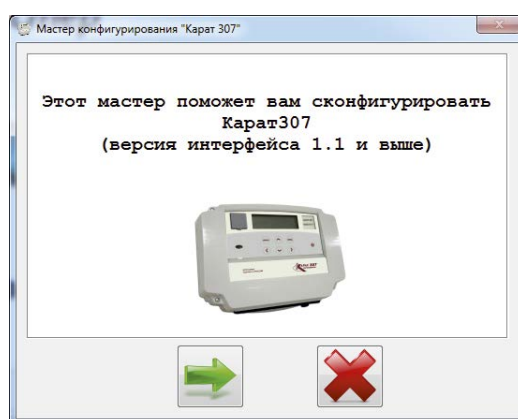 Мастер конфигурирования "Карат 307"
Этот мастер поможет вам сконфигурировать
Карат307
(версия интерфейса 1.1 и выше)